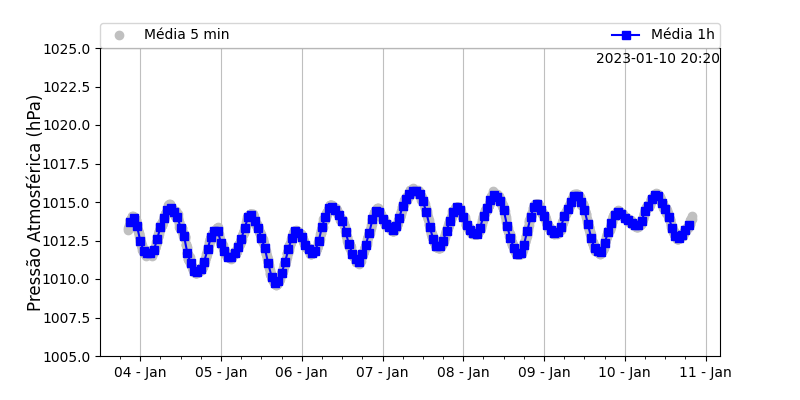 Média 5 min
Média 1h
2023-01-10 20:20
Pressão Atmosférica (hPa)
1025.0
1022.5
1020.0
1017.5
1015.0
1012.5
1010.0
1007.5
1005.0
04 - Jan
05 - Jan
06 - Jan
07 - Jan
08 - Jan
09 - Jan
10 - Jan
11 - Jan